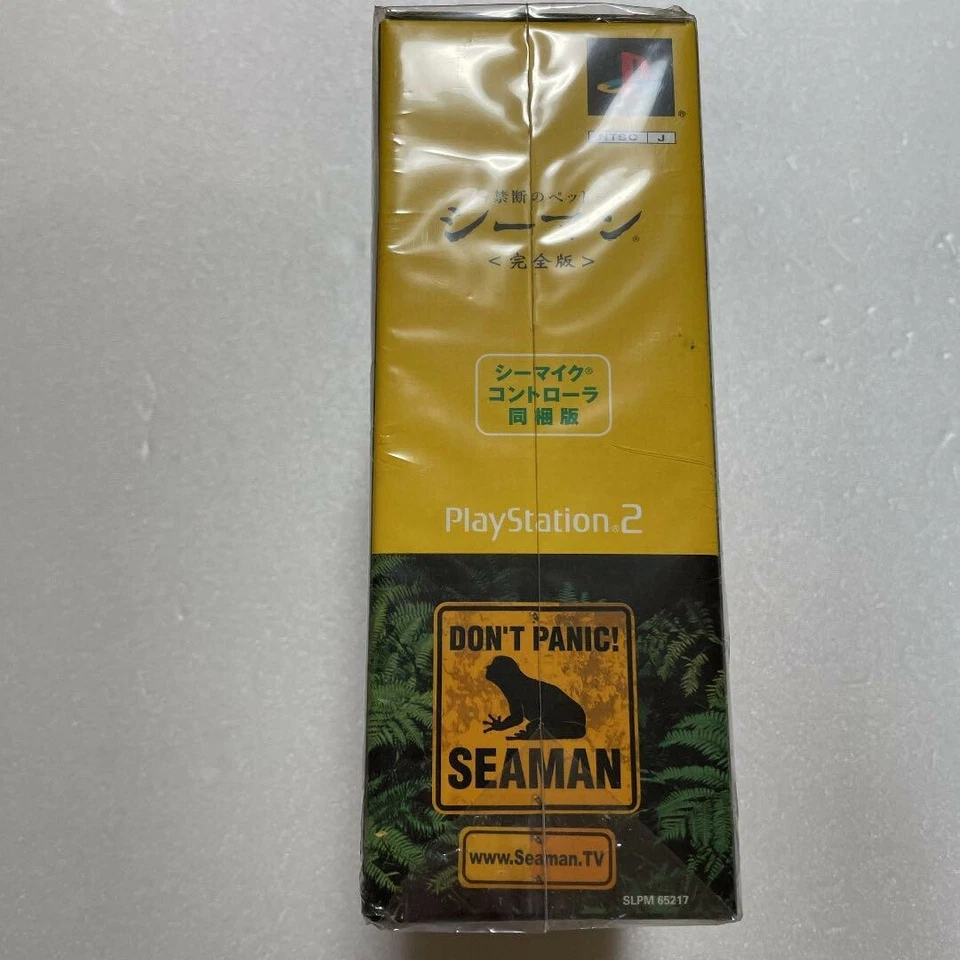 NTSC J
禁断のペット
シーマン®
<完全版>
シーマイク®
コントローラ
同梱版
PlayStation®2
DON'T PANIC!
SEAMAN
www.Seaman.TV
SLPM 65217